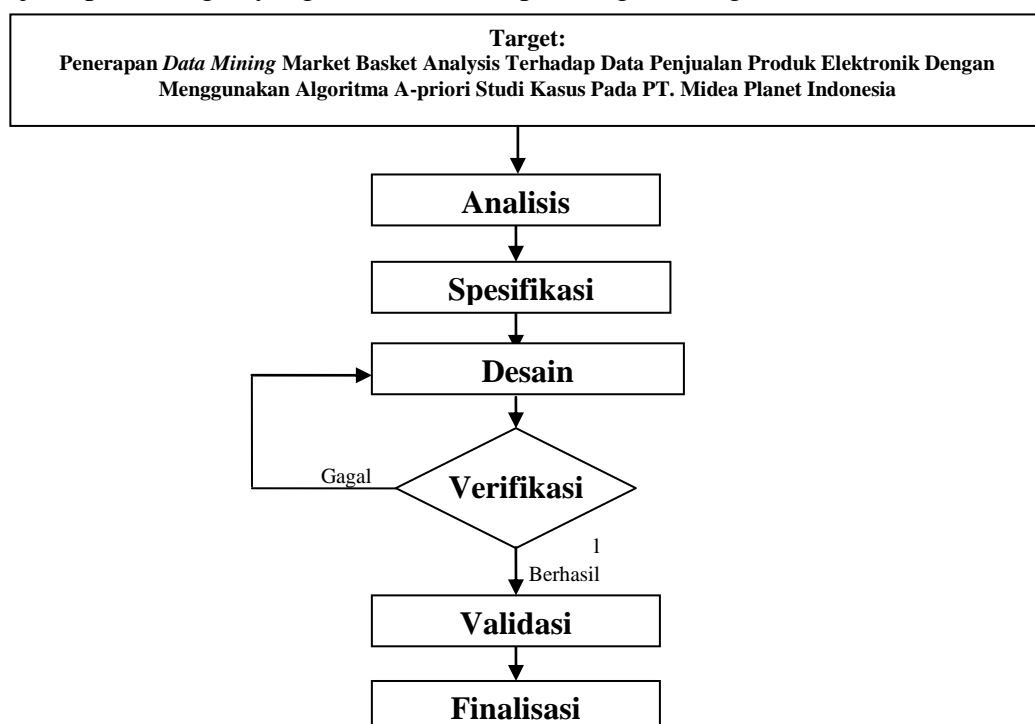 Target:
Penerapan Data Mining Market Basket Analysis Terhadap Data Penjualan Produk Elektronik Dengan
Menggunakan Algoritma A-priori Studi Kasus Pada PT. Midea Planet Indonesia
Analisis
Spesifikasi
Desain
Gagal
Verifikasi
1
Berhasil
Validasi
Finalisasi